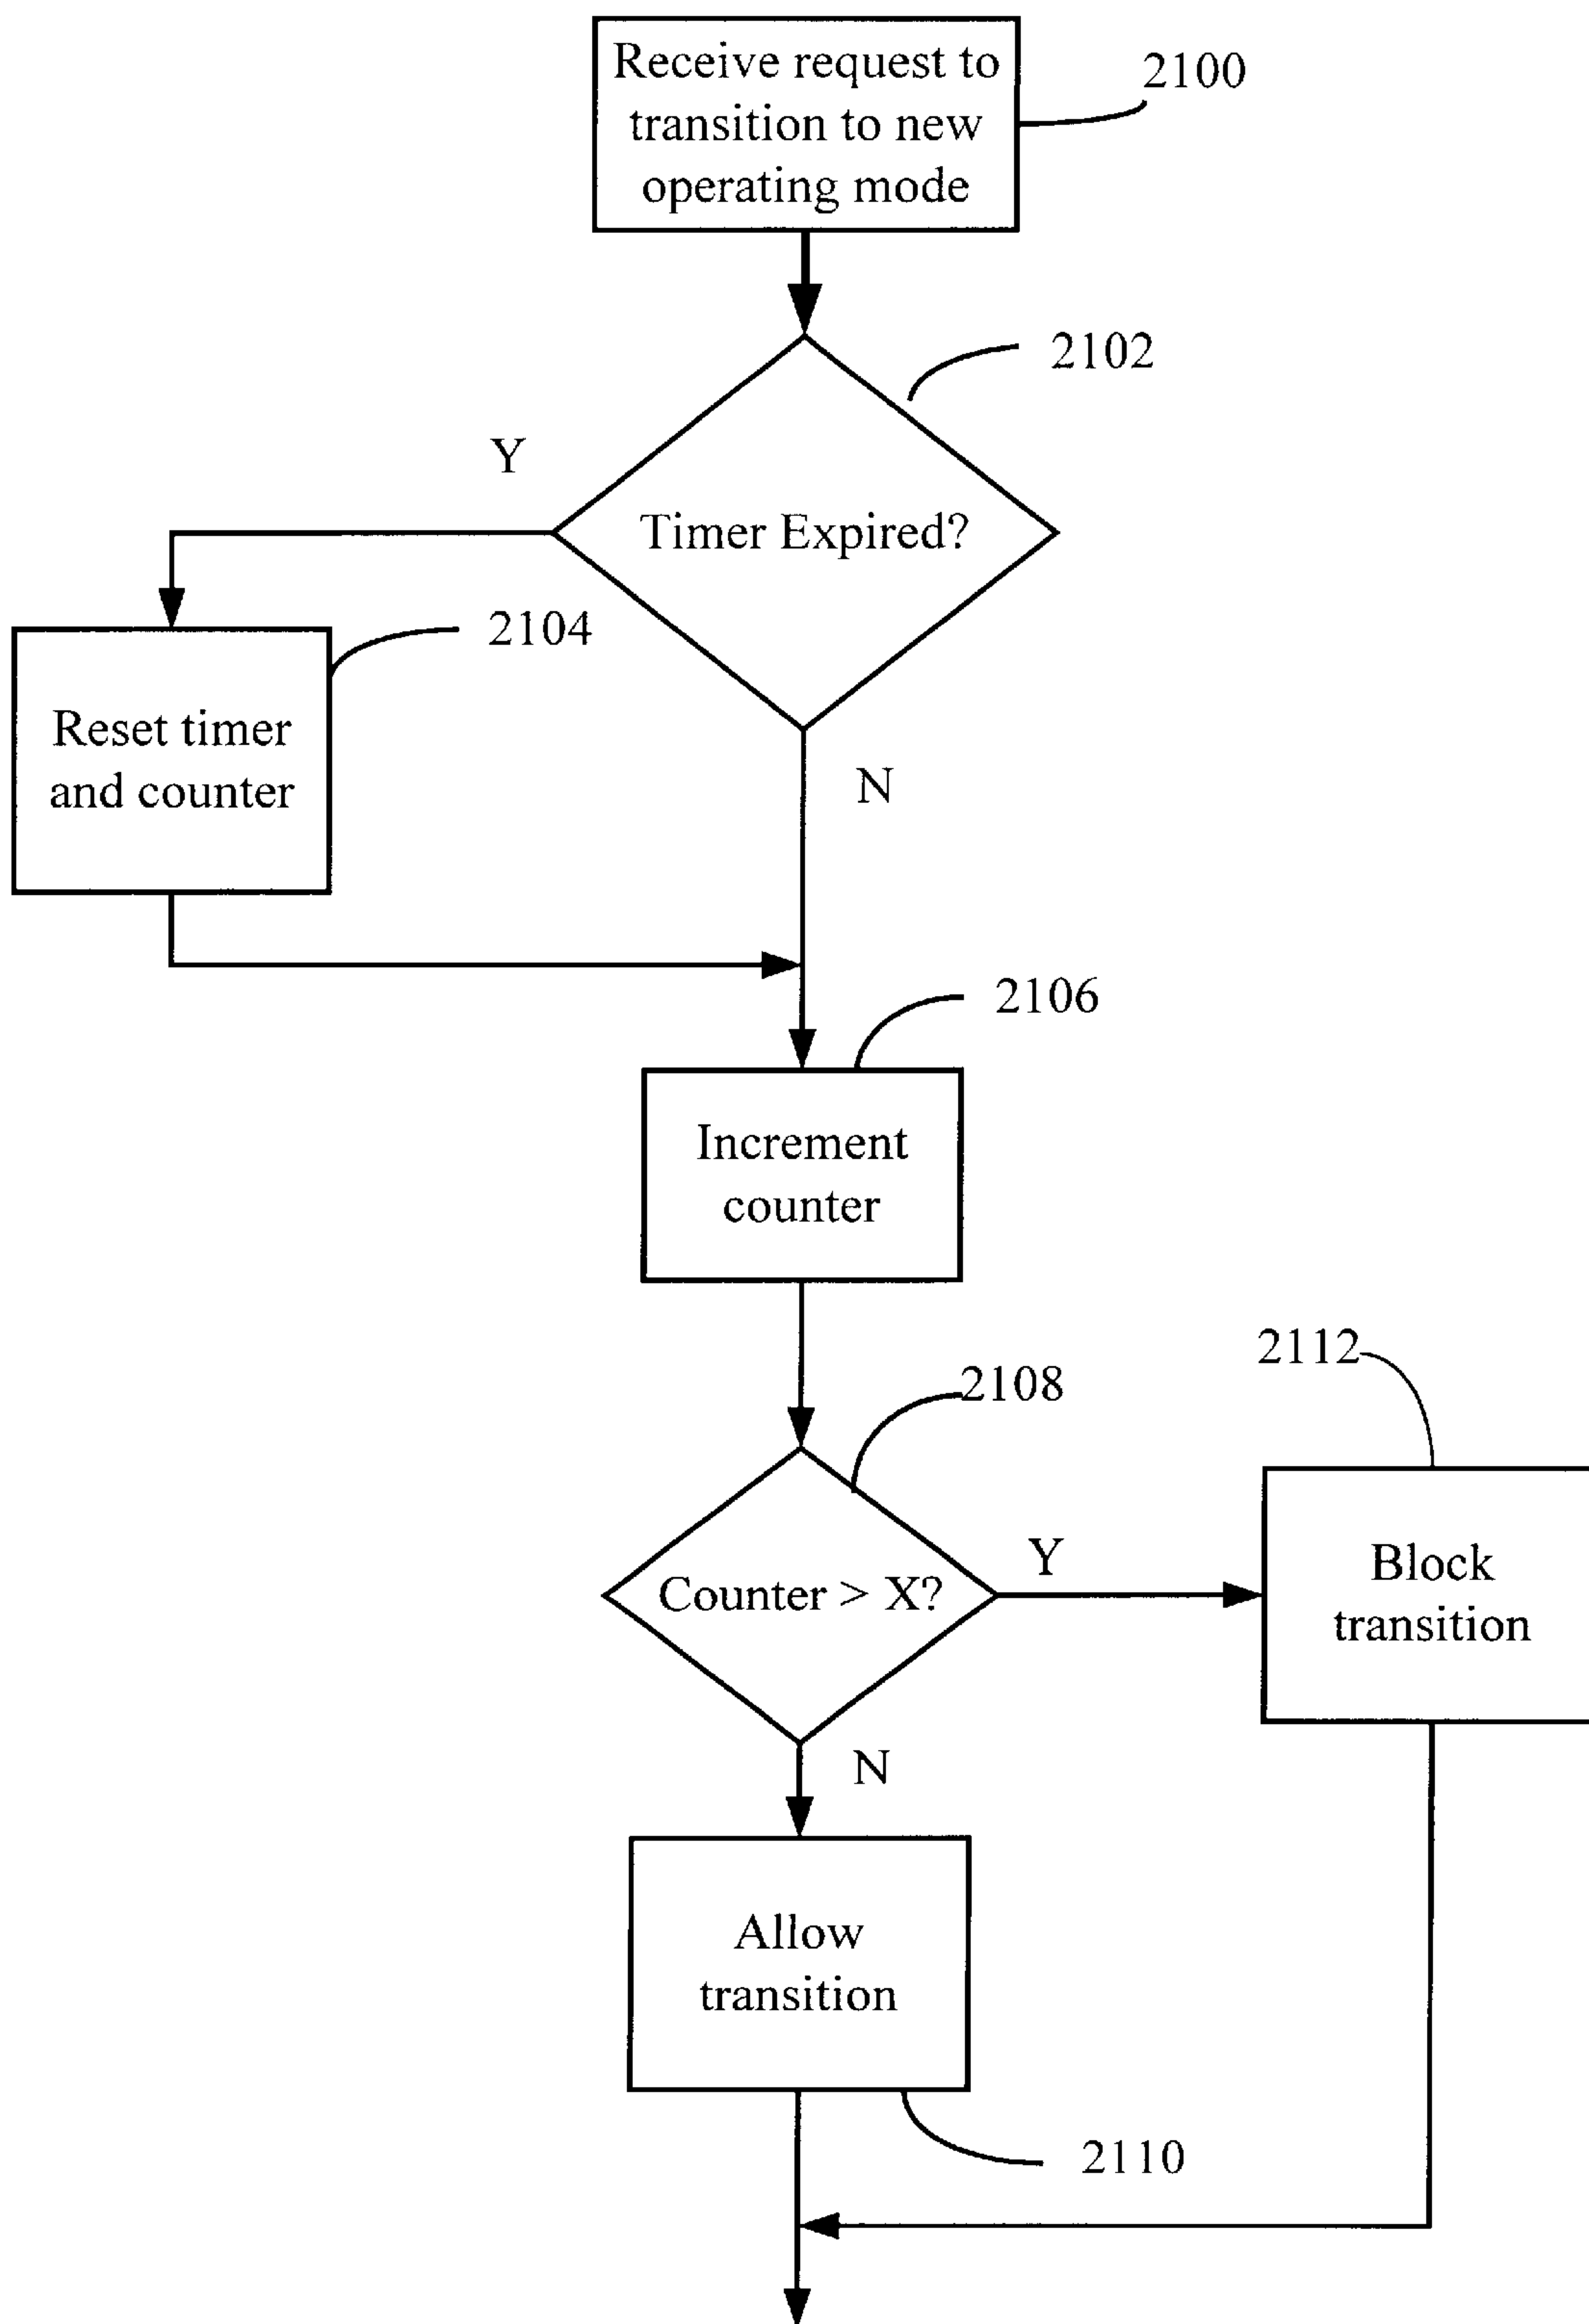 Receive request to
transition to new
operating mode
2100
2102
Y
Timer Expired?
2104
Reset timer
and counter
N
2106
Increment
counter
2108
2112
Y
Counter > X?
Block
transition
N
Allow
transition
2110